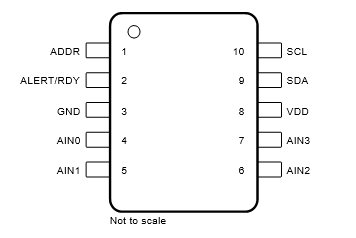 ADDR 1 10 SCL
ALERT/RDY 2 9 SDA
GND 3 8 VDD
AIN0 4 7 AIN3
AIN1 5 6 AIN2
Not to scale